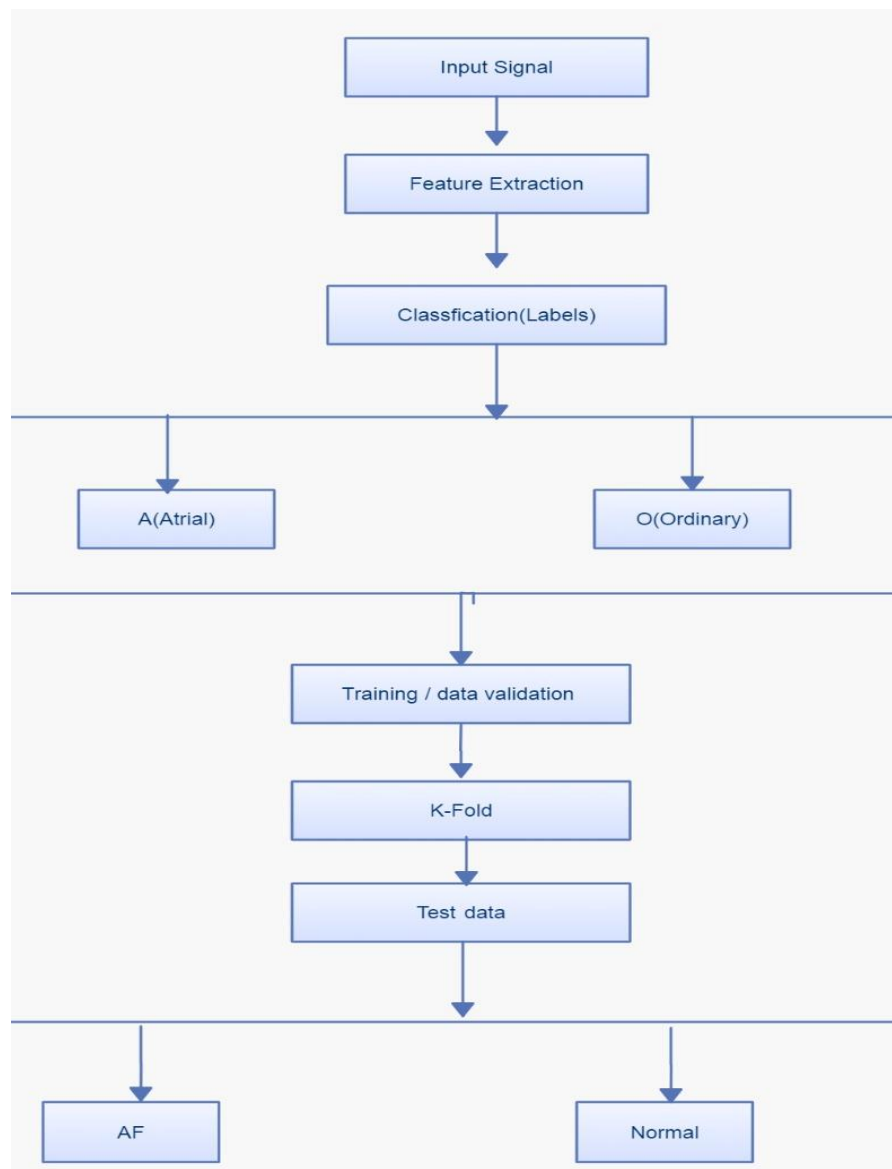 Input Signal
Feature Extraction
Classfication(Labels)
A(Atrial)
O(Ordinary)
Training / data validation
K-Fold
Test data
AF
Normal